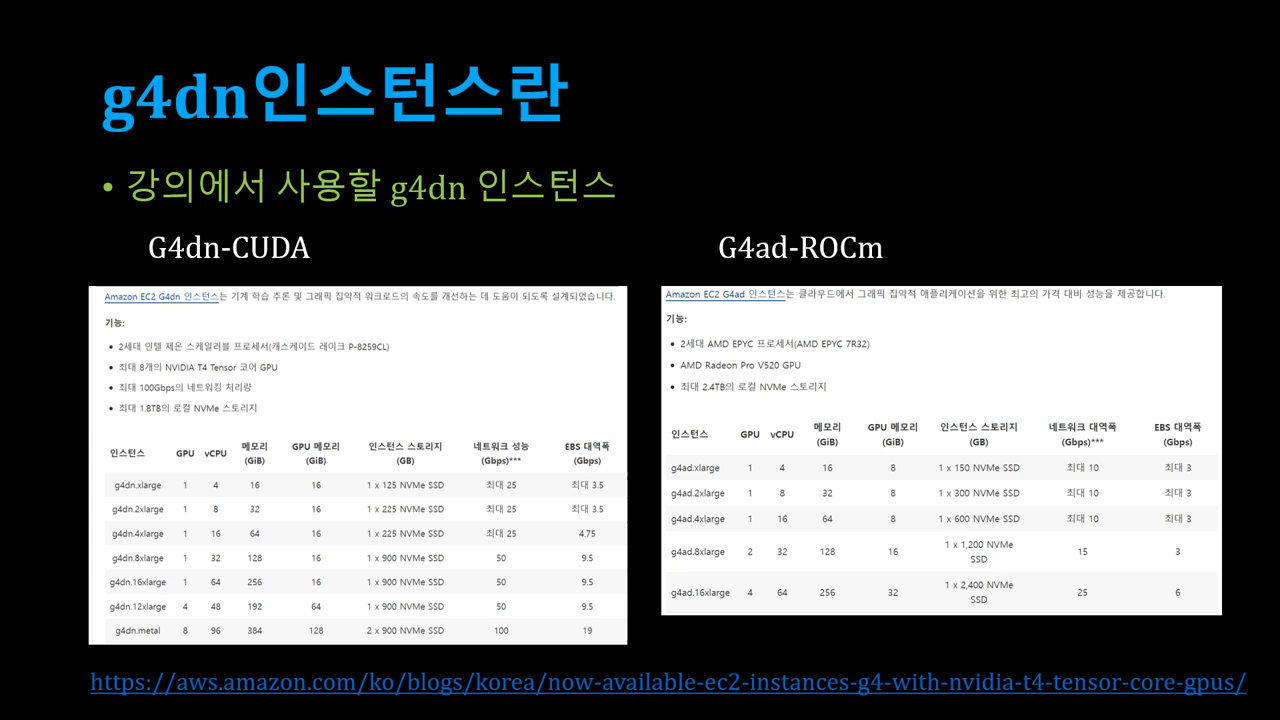 g4dn인스턴스란
• 강의에서 사용할 g4dn 인스턴스
G4dn-CUDA
Amazon EC2 G4dn 인스턴스는 기계 학습 추론 및 그래픽 집약적 워크로드의 속도를 개선하는 데 도움이 되도록 설계되었습니다.
기능:
• 2세대 인텔 제온 스케일러블 프로세서(캐스케이드 레이크 P-8259CL)
• 최대 8개의 NVIDIA T4 Tensor 코어 GPU
• 최대 100Gbps의 네트워킹 처리량
• 최대 1.8TB의 로컬 NVMe 스토리지
인스턴스 GPU vCPU 메모리 (GiB) GPU 메모리 (GiB) 인스턴스 스토리지 (GB) 네트워크 성능 (Gbps)*** EBS 대역폭 (Gbps)
g4dn.xlarge 1 4 16 16 1 x 125 NVMe SSD 최대 25 최대 3.5
g4dn.2xlarge 1 8 32 16 1 x 225 NVMe SSD 최대 25 최대 3.5
g4dn.4xlarge 1 16 64 16 1 x 225 NVMe SSD 최대 25 4.75
g4dn.8xlarge 1 32 128 16 1 x 900 NVMe SSD 50 9.5
g4dn.16xlarge 1 64 256 16 1 x 900 NVMe SSD 50 9.5
g4dn.12xlarge 4 48 192 64 1 x 900 NVMe SSD 50 9.5
g4dn.metal 8 96 384 128 2 x 900 NVMe SSD 100 19
G4ad-ROCm
Amazon EC2 G4ad 인스턴스는 클라우드에서 그래픽 집약적 애플리케이션을 위한 최고의 가격 대비 성능을 제공합니다.
기능:
• 2세대 AMD EPYC 프로세서(AMD EPYC 7R32)
• AMD Radeon Pro V520 GPU
• 최대 2.4TB의 로컬 NVMe 스토리지
인스턴스 GPU vCPU 메모리 (GiB) GPU 메모리 (GiB) 인스턴스 스토리지 (GB) 네트워크 대역폭 (Gbps)*** EBS 대역폭 (Gbps)
g4ad.xlarge 1 4 16 8 1 x 150 NVMe SSD 최대 10 최대 3
g4ad.2xlarge 1 8 32 8 1 x 300 NVMe SSD 최대 10 최대 3
g4ad.4xlarge 1 16 64 8 1 x 600 NVMe SSD 최대 10 최대 3
g4ad.8xlarge 2 32 128 16 1 x 1,200 NVMe SSD 15 3
g4ad.16xlarge 4 64 256 32 1 x 2,400 NVMe SSD 25 6
https://aws.amazon.com/ko/blogs/korea/now-available-ec2-instances-g4-with-nvidia-t4-tensor-core-gpus/